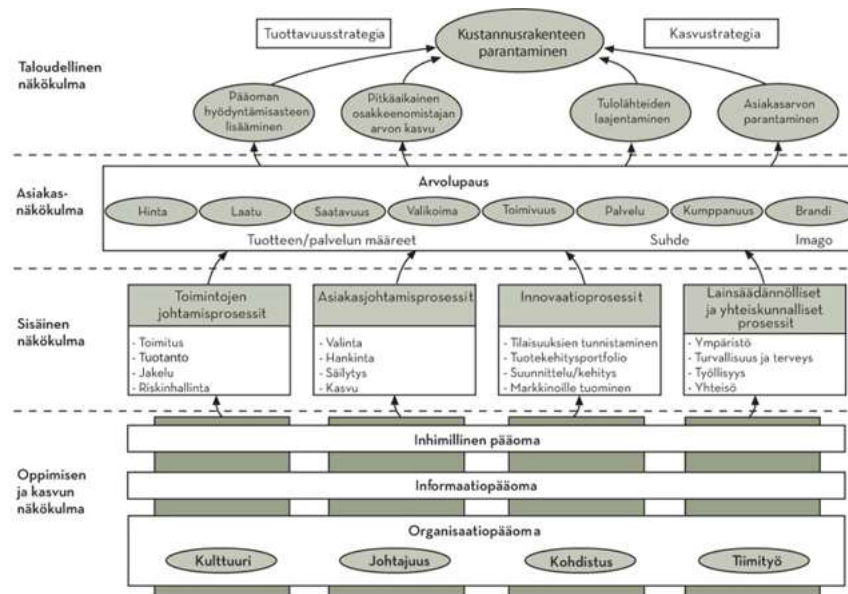 Tuottavuusstrategia
Kustannusrakenteen
parantaminen
Kasvustrategia
Taloudellinen
näkökulma
Pääoman
hyödyntämisasteen
lisääminen
Pitkäaikainen
osakkeenomistajan
arvon kasvu
Tulolähteiden
laajentaminen
Asiakasarvon
parantaminen
Asiakas-
näkökulma
Arvolupaus
Hinta
Laatu
Saatavuus
Valikoima
Toimivuus
Palvelu
Kumppanuus
Brandi
Tuotteen/palvelun määreet
Suhde
Imago
Sisäinen
näkökulma
Toimintojen
johtamisprosessit
- Toimitus
- Tuotanto
- Jakelu
- Riskinhallinta
Asiakasjohtamisprosessit
- Valinta
- Hankinta
- Säilytys
- Kasvu
Innovaatioprosessit
- Tilaisuuksien tunnistaminen
- Tuotekehitysportfolio
- Suunnittelu/kehitys
- Markkinoille tuominen
Lainsäädännölliset
ja yhteiskunnalliset
prosessit
- Ympäristö
- Turvallisuus ja terveys
- Työllisyys
- Yhteisö
Oppimisen
ja kasvun
näkökulma
Inhimillinen pääoma
Informaatiopääoma
Organisaatiopääoma
Kulttuuri
Johtajuus
Kohdistus
Tiimityö